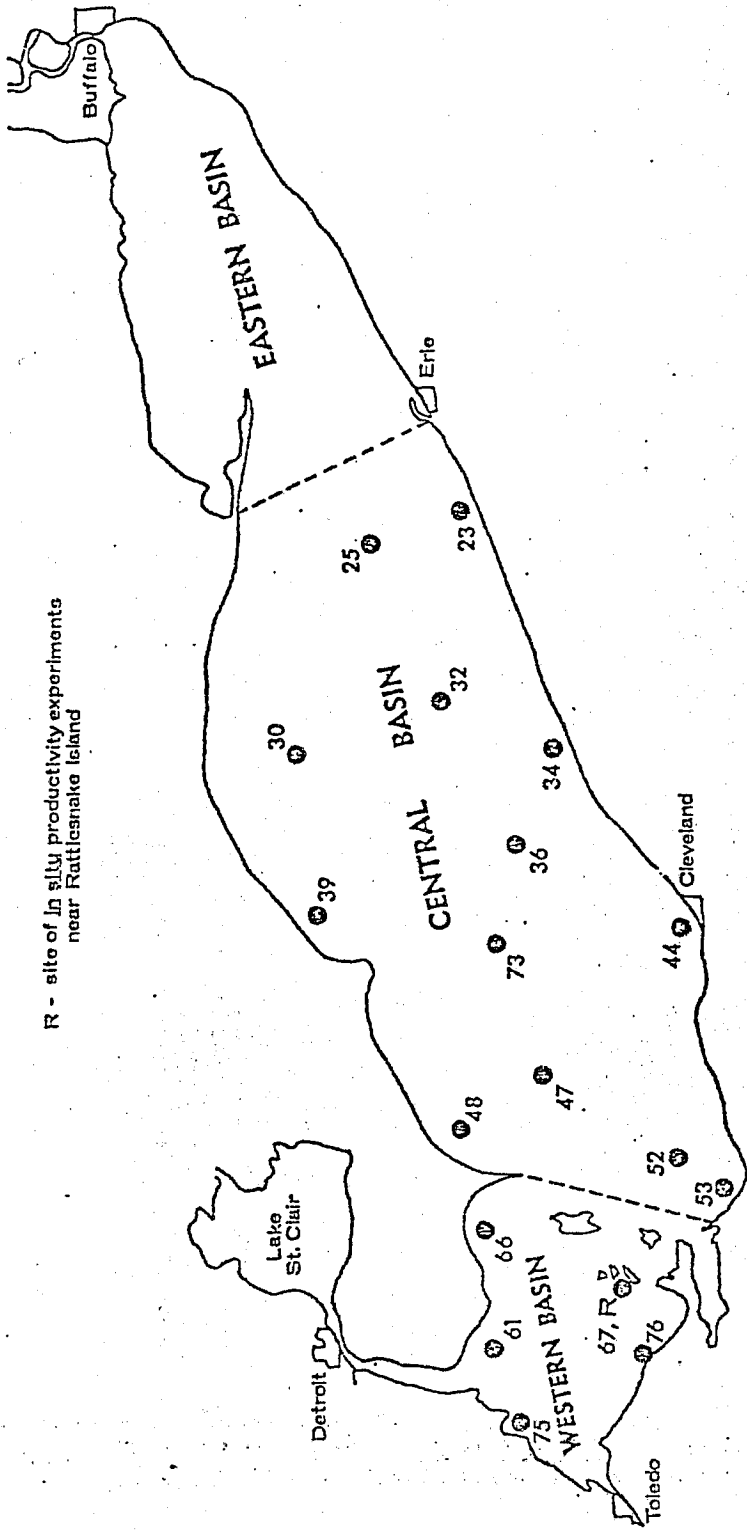 R - site of in situ productivity experiments
near Rattlesnake Island
Lake
St. Clair
Detroit
Toledo
Buffalo
Erie
Cleveland
EASTERN BASIN
CENTRAL BASIN
WESTERN BASIN
25
23
30
32
34
39
36
73
44
48
47
52
53
66
61
67, R
75
76